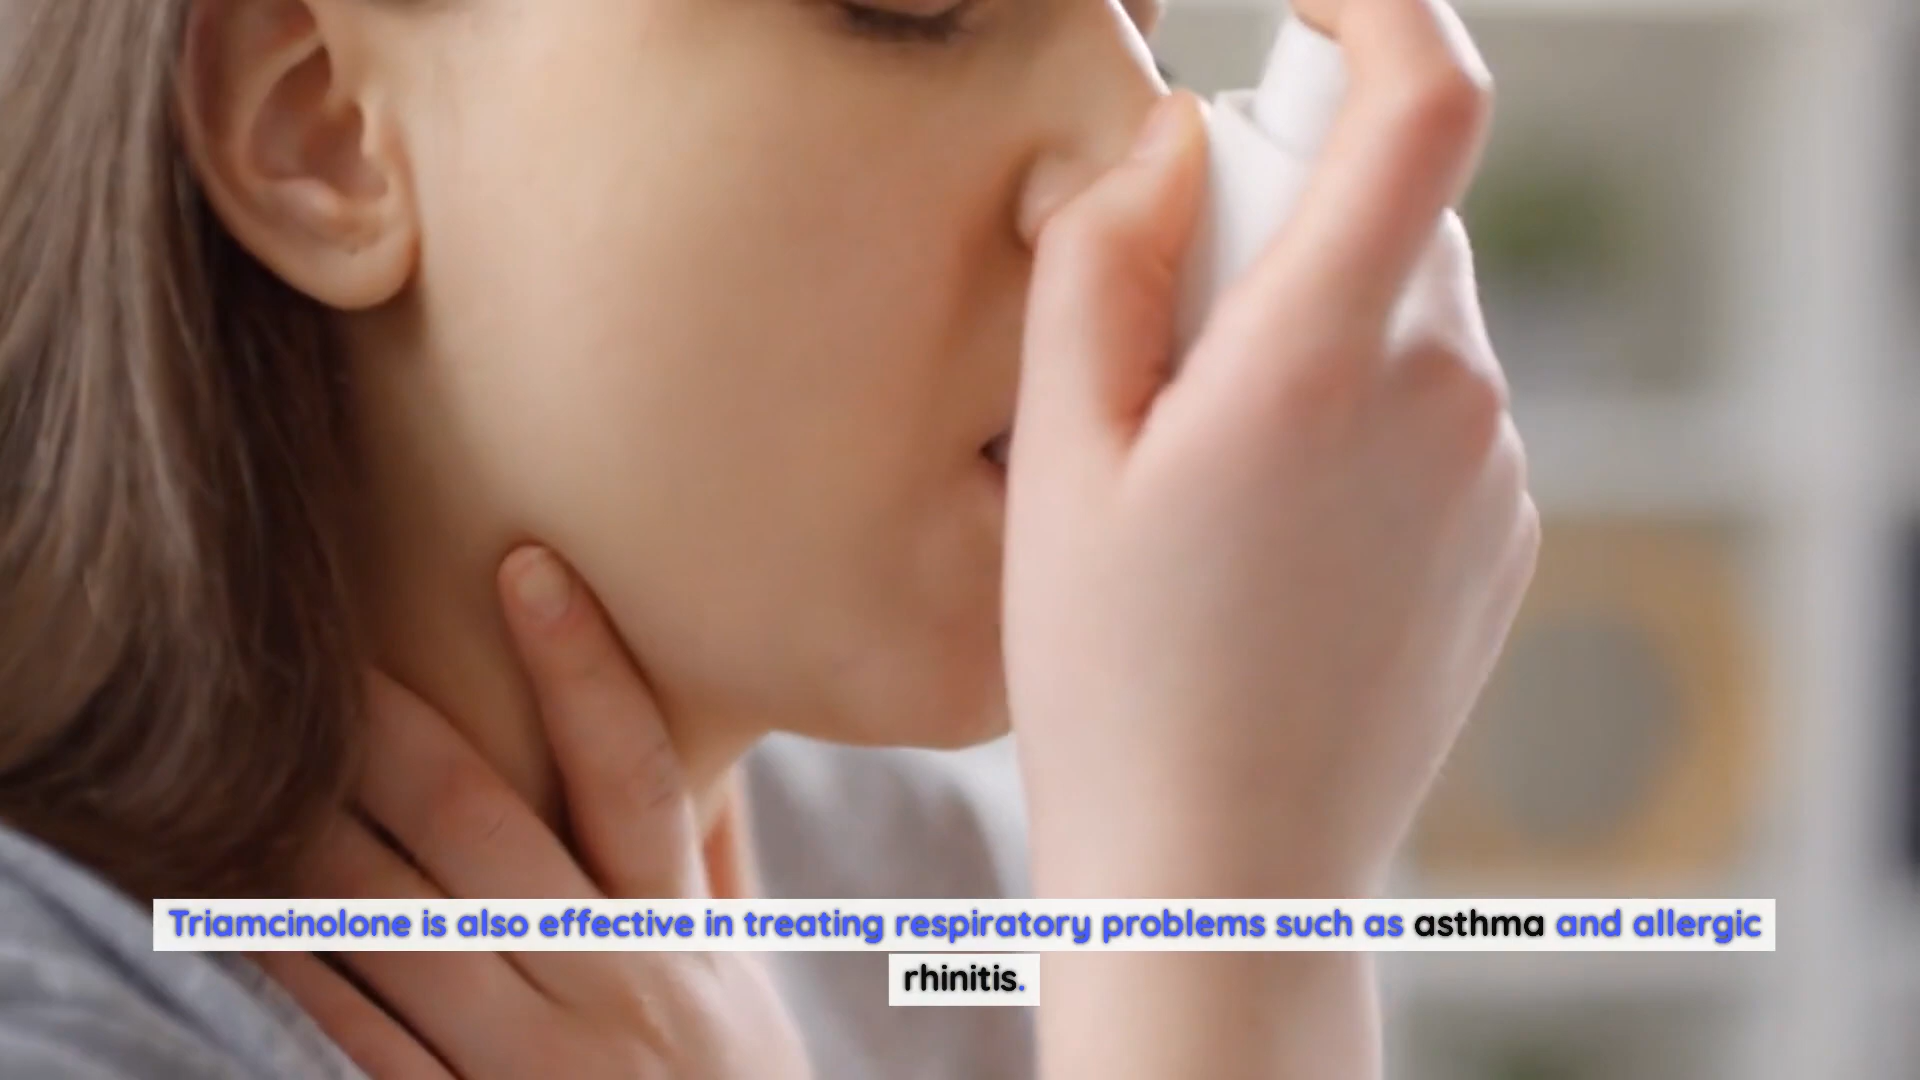 Triamcinolone is also effective in treating respiratory problems such as asthma and allergic
rhinitis.